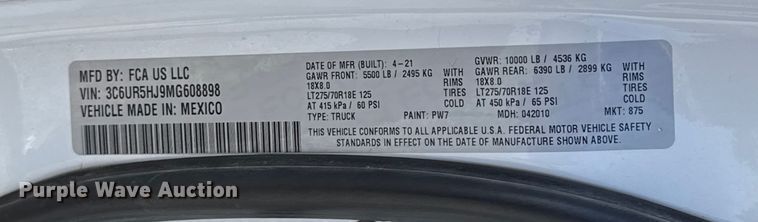 MFD BY: FCA US LLC
VIN: 3C6UR5HJ9MG608898
VEHICLE MADE IN: MEXICO
DATE OF MFR (BUILT): 4-21
GAWR FRONT: 5500 LB / 2495 KG
18X8.0 TIRES
LT275/70R18E 125 COLD
AT 415 kPa / 60 PSI
TYPE: TRUCK PAINT: PW7
GVWR: 10000 LB / 4536 KG
GAWR REAR: 6390 LB / 2899 KG
18X8.0 TIRES
LT275/70R18E 125 COLD
AT 450 kPa / 65 PSI
MDH: 042010 MKT: 875
THIS VEHICLE CONFORMS TO ALL APPLICABLE U.S.A. FEDERAL MOTOR VEHICLE SAFETY
STANDARDS IN EFFECT ON THE DATE OF MANUFACTURE SHOWN ABOVE.
Purple Wave Auction